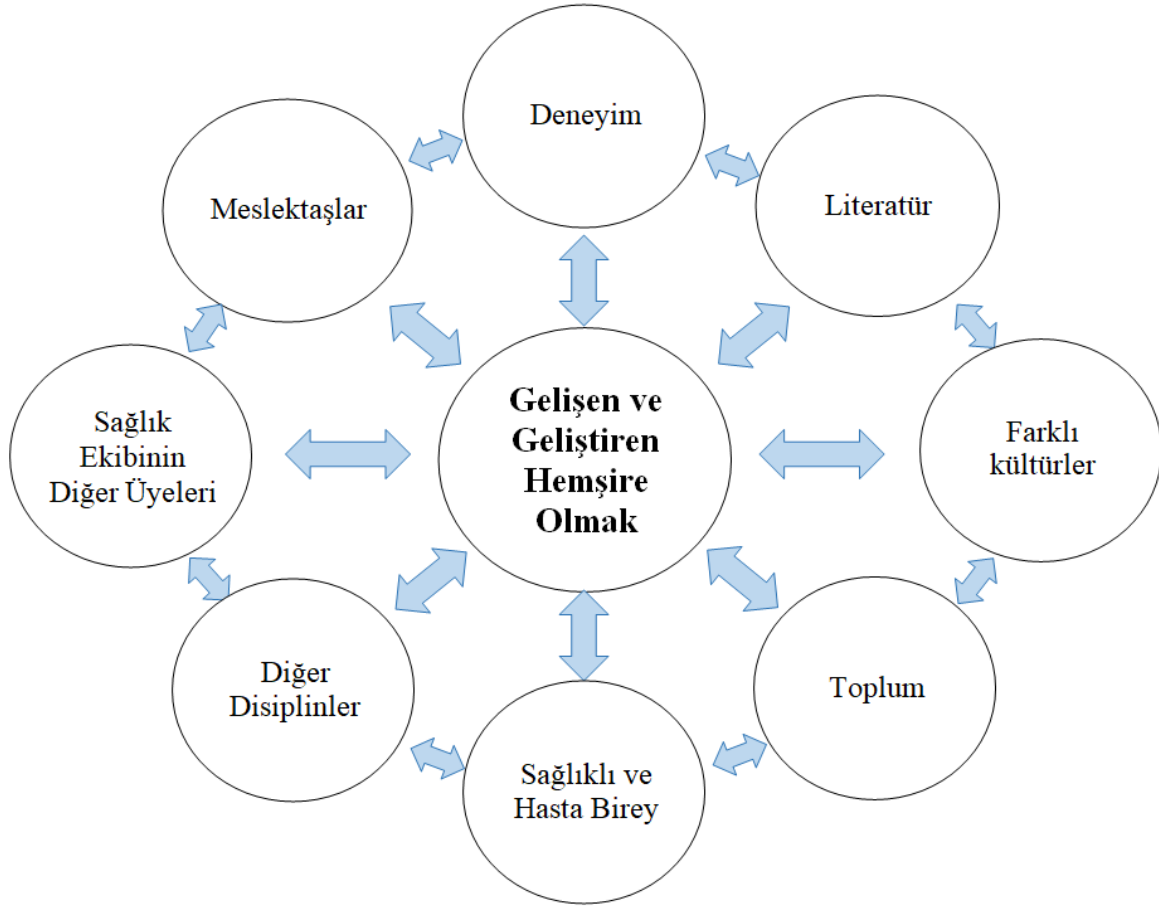 Deneyim
Meslektaşlar
Literatür
Gelişen ve
Geliştiren
Hemşire
Olmak
Sağlık
Ekibinin
Diğer Üyeleri
Farklı
kültürler
Diğer
Disiplinler
Toplum
Sağlıklı ve
Hasta Birey